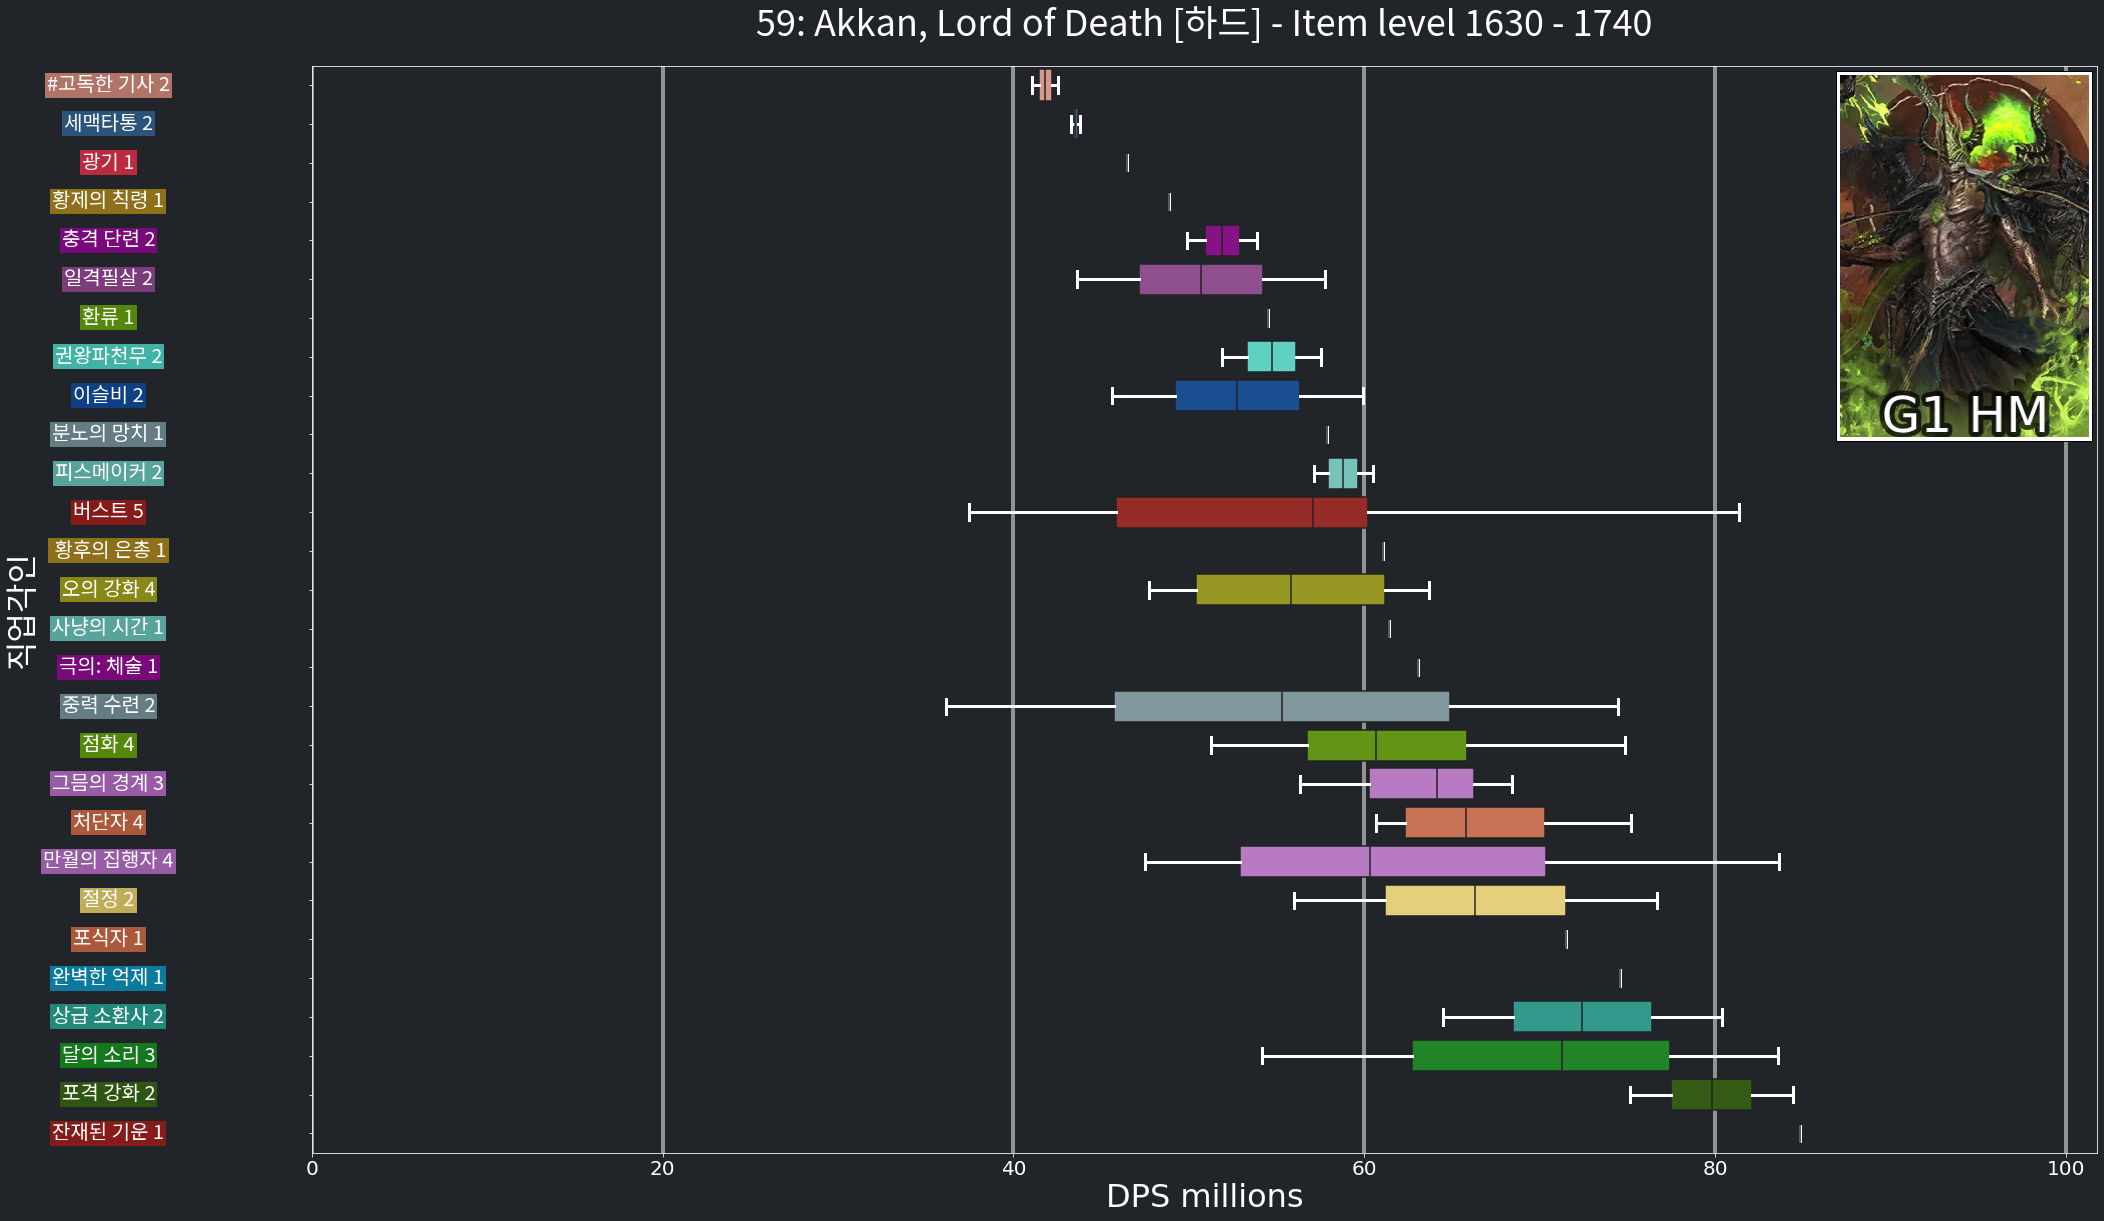 59: Akkan, Lord of Death [하드] - Item level 1630 - 1740
#고독한 기사 2
세맥타통 2
광기 1
황제의 칙령 1
충격 단련 2
일격필살 2
환류 1
권왕파천무 2
이슬비 2
분노의 망치 1
피스메이커 2
버스트 5
황후의 은총 1
오의 강화 4
사냥의 시간 1
극의: 체술 1
중력 수련 2
점화 4
그믐의 경계 3
처단자 4
만월의 집행자 4
절정 2
포식자 1
완벽한 억제 1
상급 소환사 2
달의 소리 3
포격 강화 2
잔재된 기운 1
직업각인
G1 HM
0 20 40 60 80 100
DPS millions